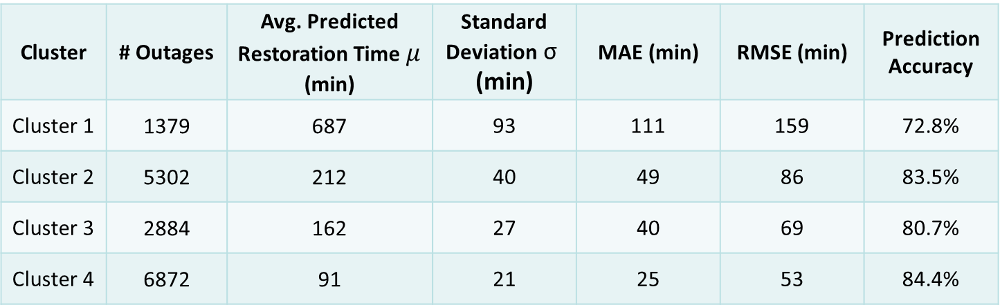 Cluster # Outages Avg. Predicted Restoration Time μ (min) Standard Deviation σ (min) MAE (min) RMSE (min) Prediction Accuracy
Cluster 1 1379 687 93 111 159 72.8%
Cluster 2 5302 212 40 49 86 83.5%
Cluster 3 2884 162 27 40 69 80.7%
Cluster 4 6872 91 21 25 53 84.4%